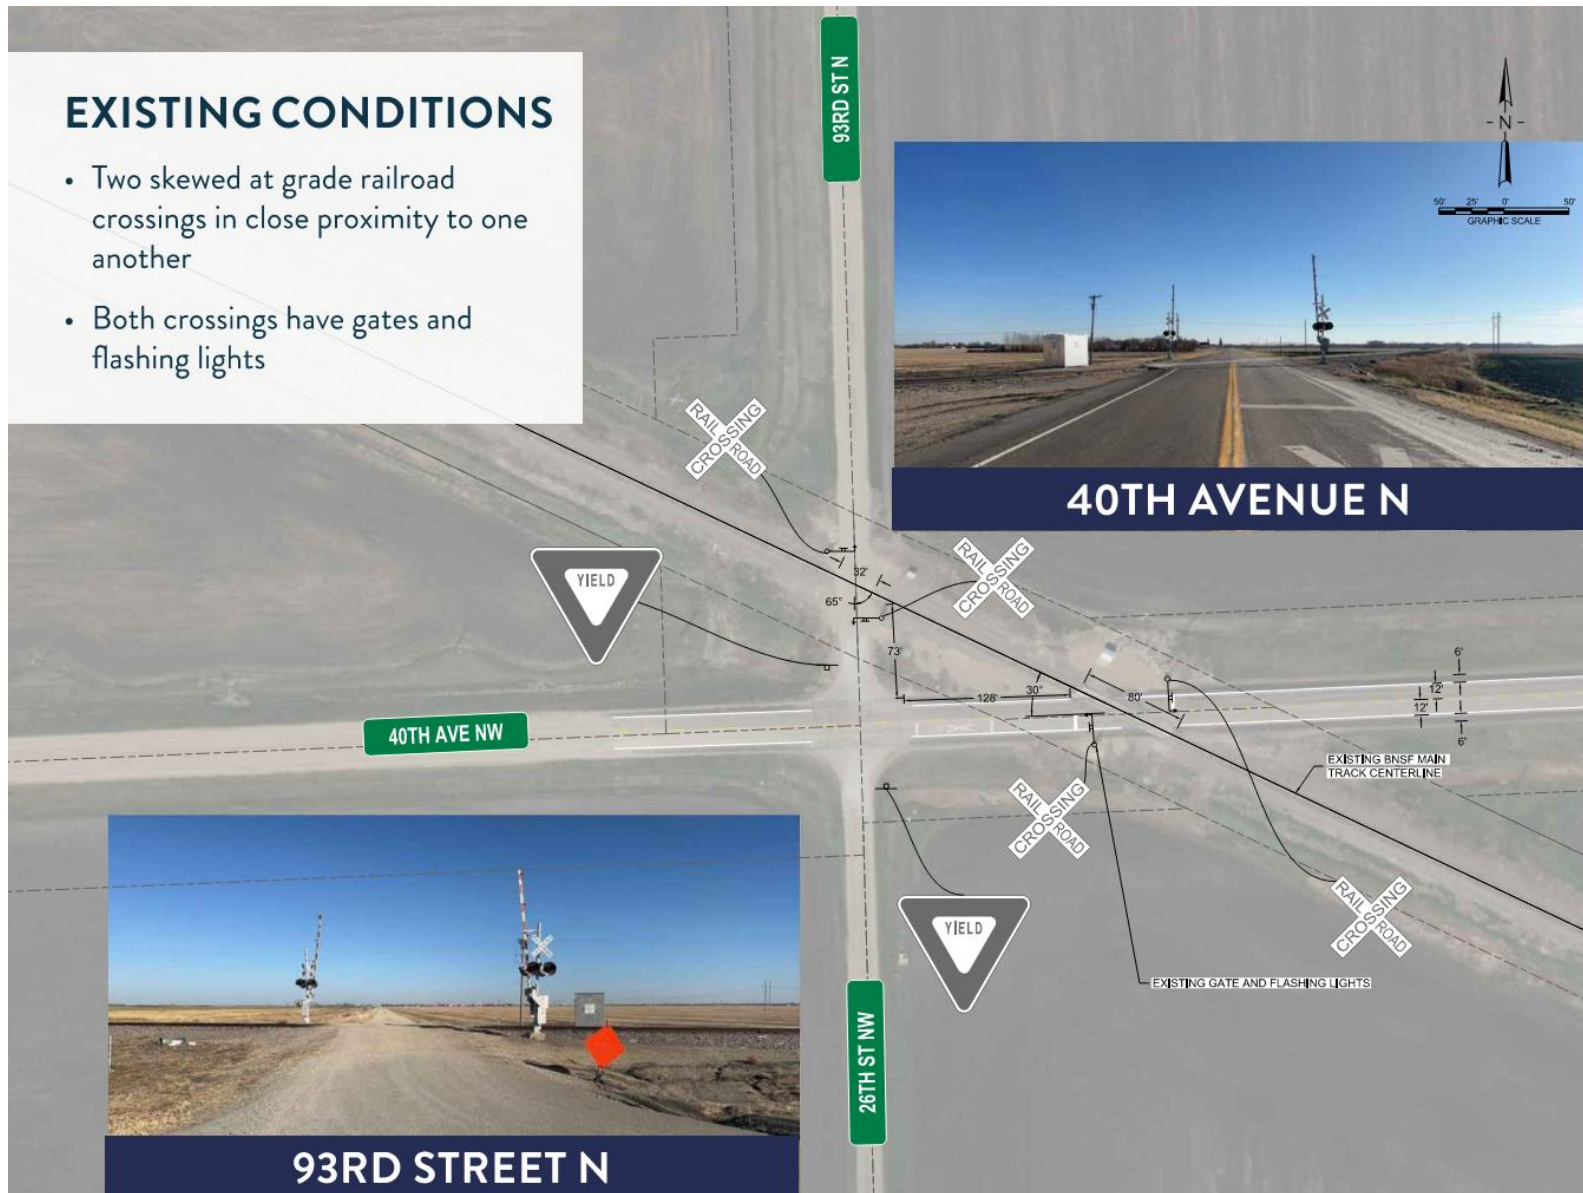 EXISTING CONDITIONS
• Two skewed at grade railroad
crossings in close proximity to one
another
• Both crossings have gates and
flashing lights
93RD ST N
N
50' 25' 0' 50'
GRAPHIC SCALE
40TH AVENUE N
RAIL ROAD
CROSSING
RAIL ROAD
CROSSING
YIELD
32'
65°
73'
128'
30°
80'
6'
12'
12'
6'
40TH AVE NW
EXISTING BNSF MAIN
TRACK CENTERLINE
RAIL ROAD
CROSSING
RAIL ROAD
CROSSING
YIELD
EXISTING GATE AND FLASHING LIGHTS
26TH ST NW
93RD STREET N